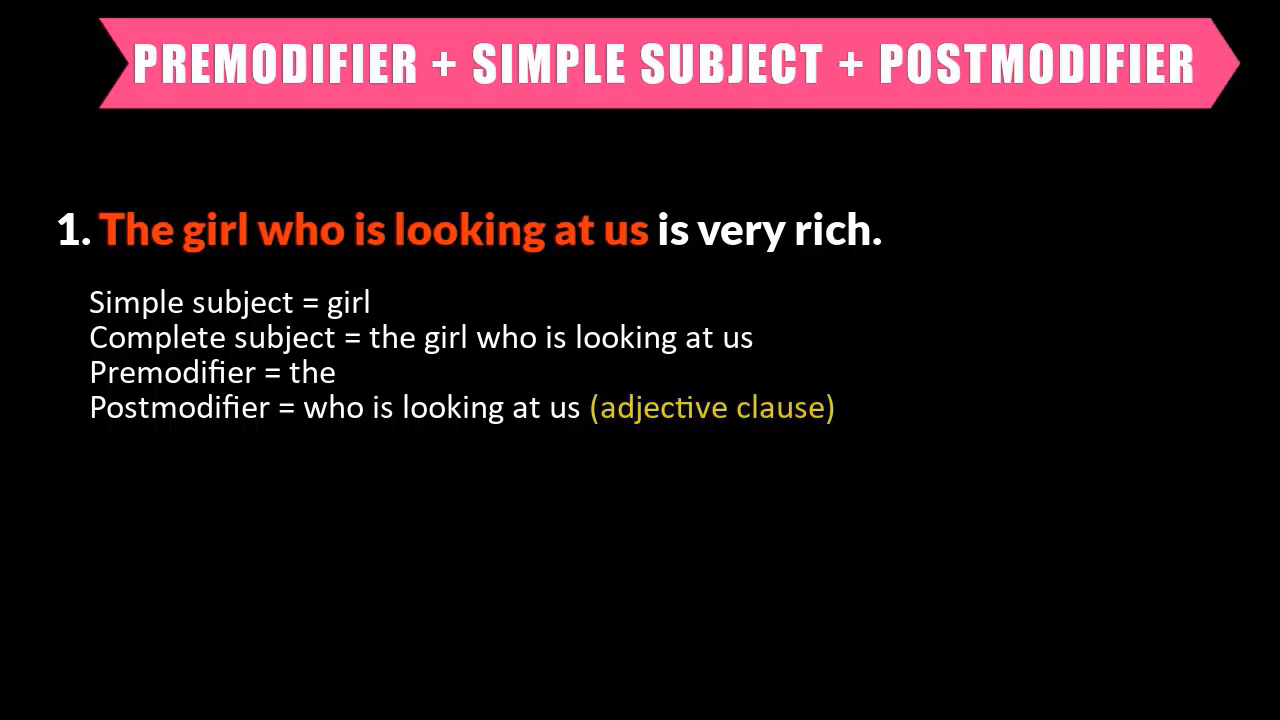 PREMODIFIER + SIMPLE SUBJECT + POSTMODIFIER
1. The girl who is looking at us is very rich.
Simple subject = girl
Complete subject = the girl who is looking at us
Premodifier = the
Postmodifier = who is looking at us (adjective clause)